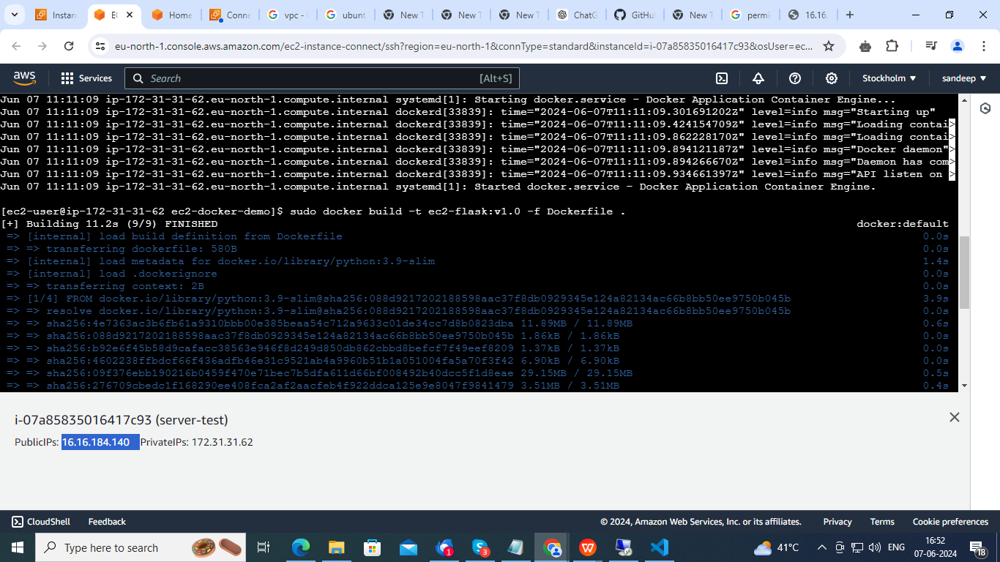 Instan
EC
Home
Conne
vpc - G
ubunt
New T
New T
New T
ChatG
GitHu
New T
permi
16.16.
eu-north-1.console.aws.amazon.com/ec2-instance-connect/ssh?region=eu-north-1&connType=standard&instanceId=i-07a85835016417c93&osUser=ec...
aws
Services
Search
[Alt+S]
Stockholm
sandeep
Jun 07 11:11:09 ip-172-31-31-62.eu-north-1.compute.internal systemd[1]: Starting docker.service - Docker Application Container Engine...
Jun 07 11:11:09 ip-172-31-31-62.eu-north-1.compute.internal dockerd[33839]: time="2024-06-07T11:11:09.301691202Z" level=info msg="Starting up"
Jun 07 11:11:09 ip-172-31-31-62.eu-north-1.compute.internal dockerd[33839]: time="2024-06-07T11:11:09.424154709Z" level=info msg="Loading contai>
Jun 07 11:11:09 ip-172-31-31-62.eu-north-1.compute.internal dockerd[33839]: time="2024-06-07T11:11:09.862228170Z" level=info msg="Loading contai>
Jun 07 11:11:09 ip-172-31-31-62.eu-north-1.compute.internal dockerd[33839]: time="2024-06-07T11:11:09.894121187Z" level=info msg="Docker daemon">
Jun 07 11:11:09 ip-172-31-31-62.eu-north-1.compute.internal dockerd[33839]: time="2024-06-07T11:11:09.894266670Z" level=info msg="Daemon has com>
Jun 07 11:11:09 ip-172-31-31-62.eu-north-1.compute.internal dockerd[33839]: time="2024-06-07T11:11:09.934661397Z" level=info msg="API listen on >
Jun 07 11:11:09 ip-172-31-31-62.eu-north-1.compute.internal systemd[1]: Started docker.service - Docker Application Container Engine.
[ec2-user@ip-172-31-31-62 ec2-docker-demo]$ sudo docker build -t ec2-flask:v1.0 -f Dockerfile .
[+] Building 11.2s (9/9) FINISHED docker:default
=> [internal] load build definition from Dockerfile 0.0s
=> => transferring dockerfile: 580B 0.0s
=> [internal] load metadata for docker.io/library/python:3.9-slim 1.4s
=> [internal] load .dockerignore 0.0s
=> => transferring context: 2B 0.0s
=> [1/4] FROM docker.io/library/python:3.9-slim@sha256:088d9217202188598aac37f8db0929345e124a82134ac66b8bb50ee9750b045b 3.9s
=> => resolve docker.io/library/python:3.9-slim@sha256:088d9217202188598aac37f8db0929345e124a82134ac66b8bb50ee9750b045b 0.0s
=> => sha256:4e7363ac3b6fb61a9310bbb00e385beaa54c712a9633c01de34cc7d8b0823dba 11.89MB / 11.89MB 0.6s
=> => sha256:088d9217202188598aac37f8db0929345e124a82134ac66b8bb50ee9750b045b 1.86kB / 1.86kB 0.0s
=> => sha256:b92e6f45b58d9cafacc38563e946f8d249d850db862cbbd8befcf7f49eef8209 1.37kB / 1.37kB 0.0s
=> => sha256:4602238ffbdcf66f436adfb46e31c9521ab4a9960b51b1a051004fa5a70f3f42 6.90kB / 6.90kB 0.0s
=> => sha256:09f376ebb190216b0459f470e71bec7b5dfa611d66bf008492b40dcc5f1d8eae 29.15MB / 29.15MB 0.5s
=> => sha256:276709cbedc1f168290ee408fca2af2aacfeb4f922ddca125e9e8047f9841479 3.51MB / 3.51MB 0.4s
i-07a85835016417c93 (server-test)
PublicIPs: 16.16.184.140 PrivateIPs: 172.31.31.62
CloudShell
Feedback
© 2024, Amazon Web Services, Inc. or its affiliates.
Privacy
Terms
Cookie preferences
Type here to search
1
3
41°C
ENG
16:52
07-06-2024
18